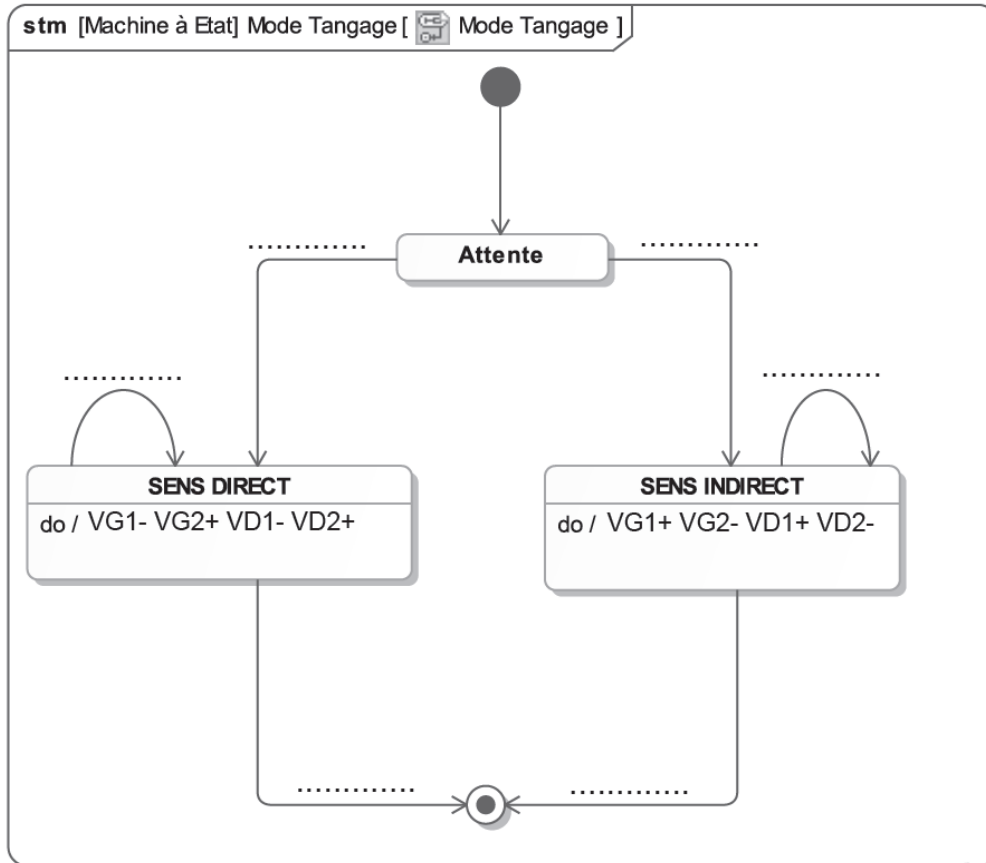 stm [Machine à Etat] Mode Tangage [ Mode Tangage ]
............. Attente .............
............. .............
SENS DIRECT
do / VG1- VG2+ VD1- VD2+
SENS INDIRECT
do / VG1+ VG2- VD1+ VD2-
............. .............